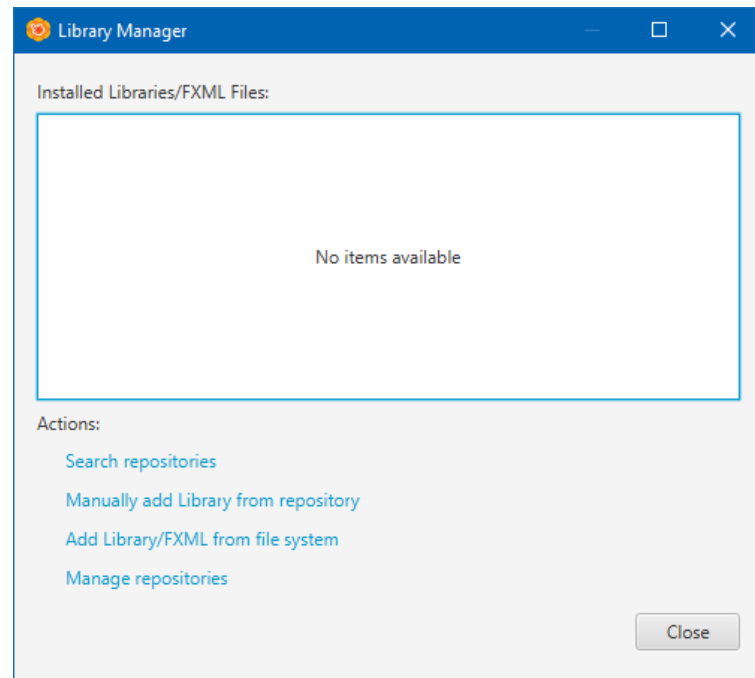 Library Manager
Installed Libraries/FXML Files:
No items available
Actions:
Search repositories
Manually add Library from repository
Add Library/FXML from file system
Manage repositories
Close